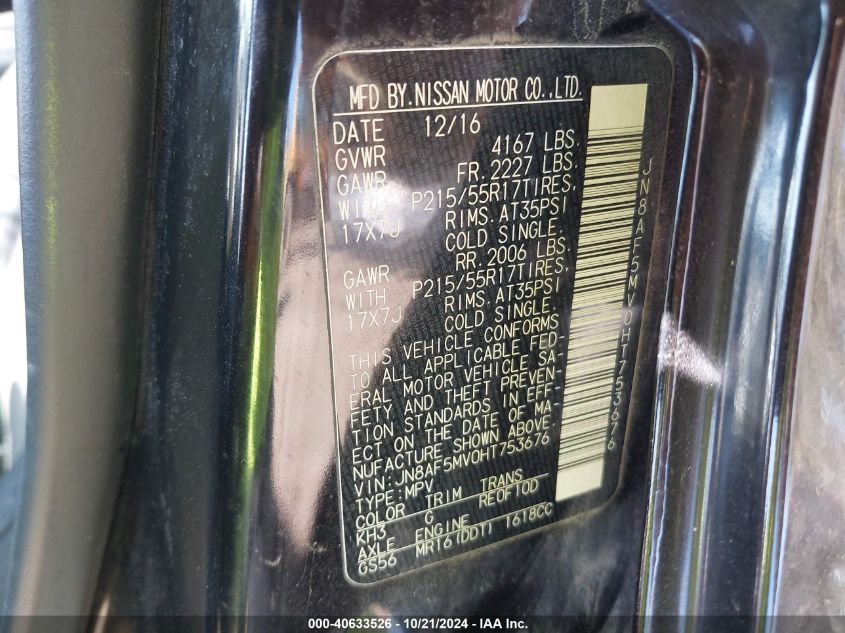 MFD BY.NISSAN MOTOR CO.,LTD.
DATE 12/16
GVWR 4167 LBS.
GAWR FR. 2227 LBS.
WITH P215/55R17TIRES,
17X7J RIMS. AT35PSI
COLD SINGLE.
GAWR RR. 2006 LBS.
WITH P215/55R17TIRES,
17X7J RIMS. AT35PSI
COLD SINGLE.
THIS VEHICLE CONFORMS
TO ALL APPLICABLE FED-
ERAL MOTOR VEHICLE SA-
FETY AND THEFT PREVEN-
TION STANDARDS IN EFF-
ECT ON THE DATE OF MA-
NUFACTURE SHOWN ABOVE.
VIN:JN8AF5MV0HT753676
TYPE:MPV
COLOR TRIM TRANS
KH3 G RE0F10D
AXLE ENGINE
GS56 MR16(DDT) 1618CC
JN8AF5MV0HT753676
000-40633526 - 10/21/2024 - IAA Inc.